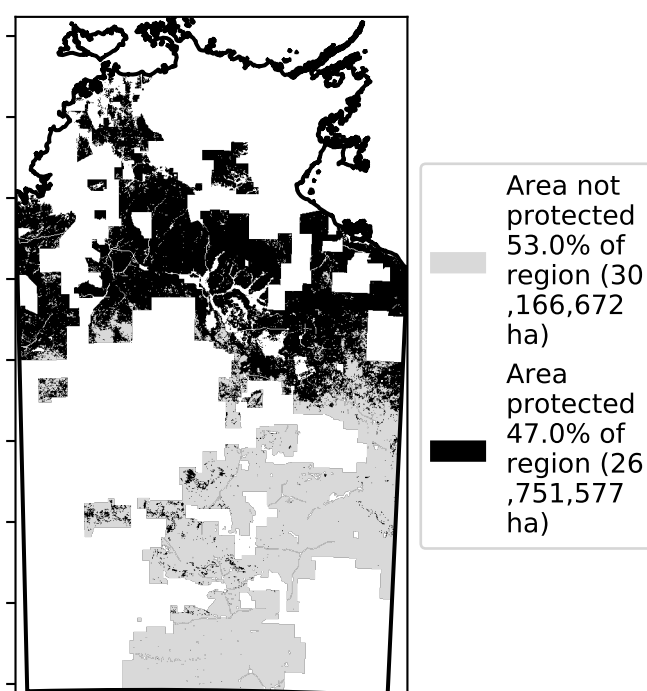 Area not
protected
53.0% of
region (30
,166,672
ha)
Area
protected
47.0% of
region (26
,751,577
ha)